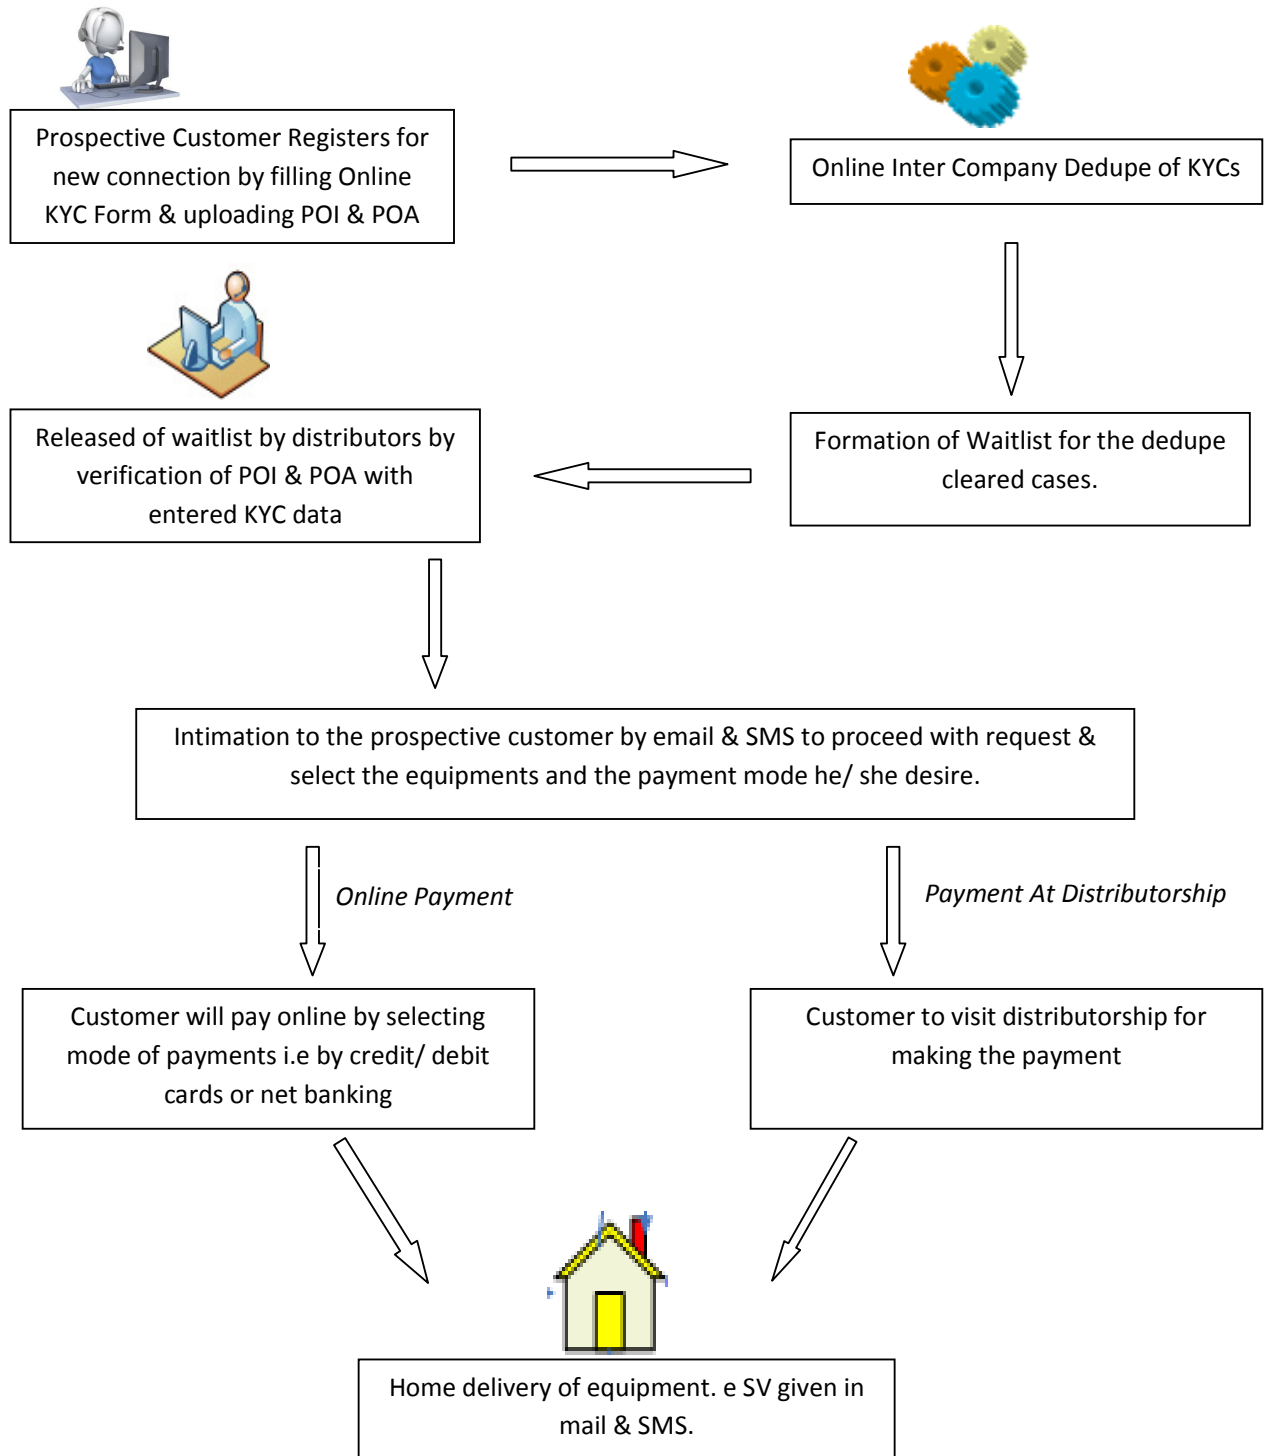 Prospective Customer Registers for
new connection by filling Online
KYC Form & uploading POI & POA
Online Inter Company Dedupe of KYCs
Released of waitlist by distributors by
verification of POI & POA with
entered KYC data
Formation of Waitlist for the dedupe
cleared cases.
Intimation to the prospective customer by email & SMS to proceed with request &
select the equipments and the payment mode he/ she desire.
Online Payment
Payment At Distributorship
Customer will pay online by selecting
mode of payments i.e by credit/ debit
cards or net banking
Customer to visit distributorship for
making the payment
Home delivery of equipment. e SV given in
mail & SMS.